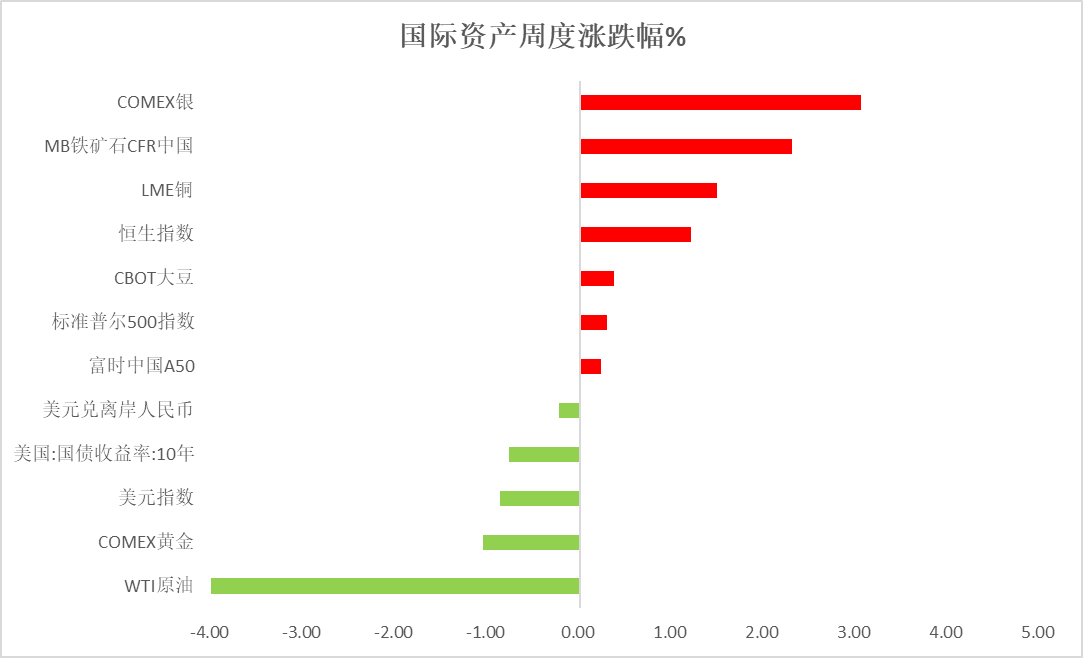 国际资产周度涨跌幅%
COMEX银
MB铁矿石CFR中国
LME铜
恒生指数
CBOT大豆
标准普尔500指数
富时中国A50
美元兑离岸人民币
美国:国债收益率:10年
美元指数
COMEX黄金
WTI原油
-4.00 -3.00 -2.00 -1.00 0.00 1.00 2.00 3.00 4.00 5.00